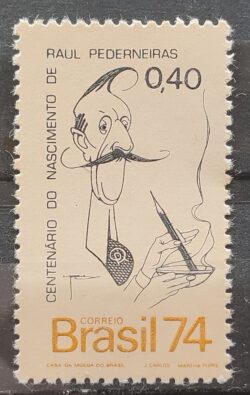 CENTENÁRIO DO NASCIMENTO DE
RAUL PEDERNEIRAS
0,40
CORREIO
Brasil 74
CASA DA MOEDA DO BRASIL J. CARLOS MARTHA POPPE